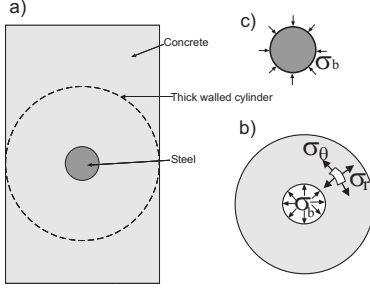 a)
Concrete
Thick walled cylinder
Steel
c)
σb
b)
σθ
σr
σb